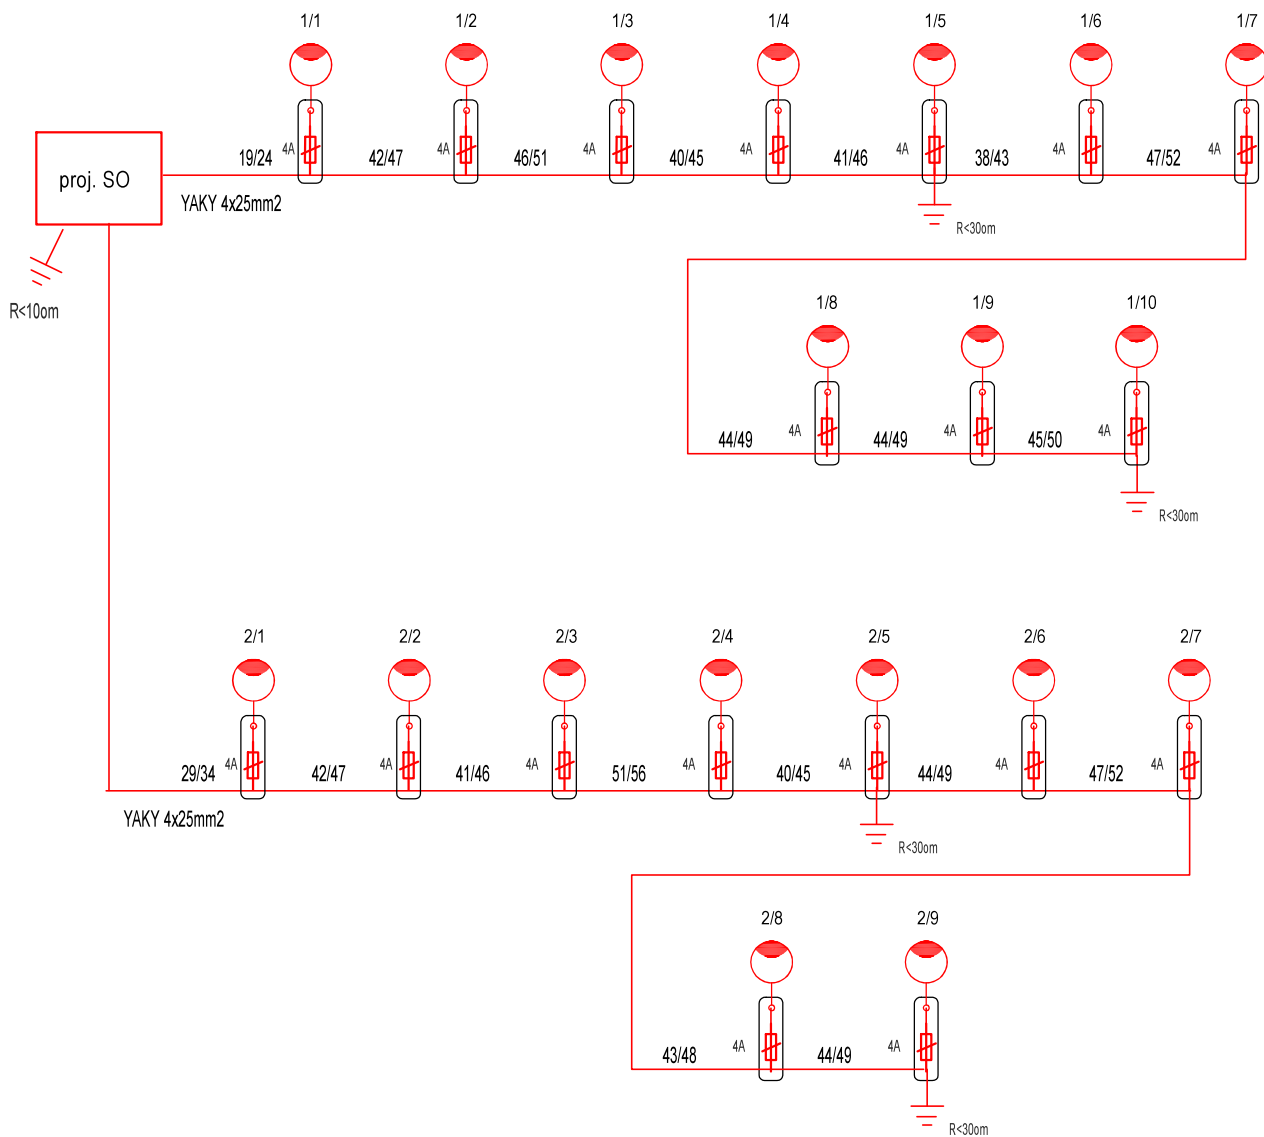 1/1 1/2 1/3 1/4 1/5 1/6 1/7
proj. SO
19/24 4A 42/47 4A 46/51 4A 40/45 4A 41/46 4A 38/43 4A 47/52 4A
YAKY 4x25mm2
R<30om
R<10om
1/8 1/9 1/10
44/49 4A 44/49 4A 45/50 4A
R<30om
2/1 2/2 2/3 2/4 2/5 2/6 2/7
29/34 4A 42/47 4A 41/46 4A 51/56 4A 40/45 4A 44/49 4A 47/52 4A
YAKY 4x25mm2
R<30om
2/8 2/9
43/48 4A 44/49 4A
R<30om